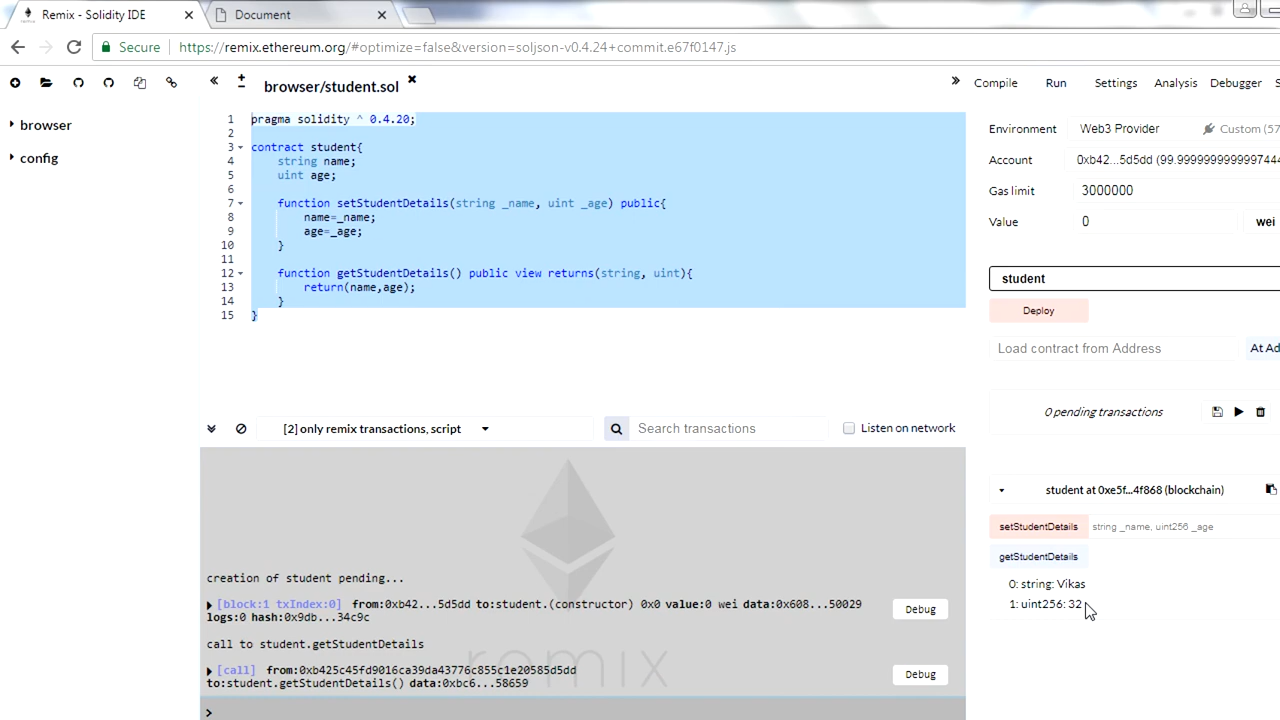 Remix - Solidity IDE
Document
Secure
https://remix.ethereum.org/#optimize=false&version=soljson-v0.4.24+commit.e67f0147.js
browser/student.sol
Compile Run Settings Analysis Debugger S
browser
config
1 pragma solidity ^ 0.4.20;
2
3 contract student{
4 string name;
5 uint age;
6
7 function setStudentDetails(string _name, uint _age) public{
8 name=_name;
9 age=_age;
10 }
11
12 function getStudentDetails() public view returns(string, uint){
13 return(name,age);
14 }
15 }
Environment Web3 Provider Custom (57
Account 0xb42...5d5dd (99.9999999999997444
Gas limit 3000000
Value 0 wei
student
Deploy
Load contract from Address At Ad
0 pending transactions
student at 0xe5f...4f868 (blockchain)
setStudentDetails string _name, uint256 _age
getStudentDetails
0: string: Vikas
1: uint256: 32
[2] only remix transactions, script Search transactions Listen on network
creation of student pending...
[block:1 txIndex:0] from:0xb42...5d5dd to:student.(constructor) 0x0 value:0 wei data:0x608...50029
logs:0 hash:0x9db...34c9c
Debug
call to student.getStudentDetails
[call] from:0xb425c45fd9016ca39da43776c855c1e20585d5dd
to:student.getStudentDetails() data:0xbc6...58659
Debug
remix
>